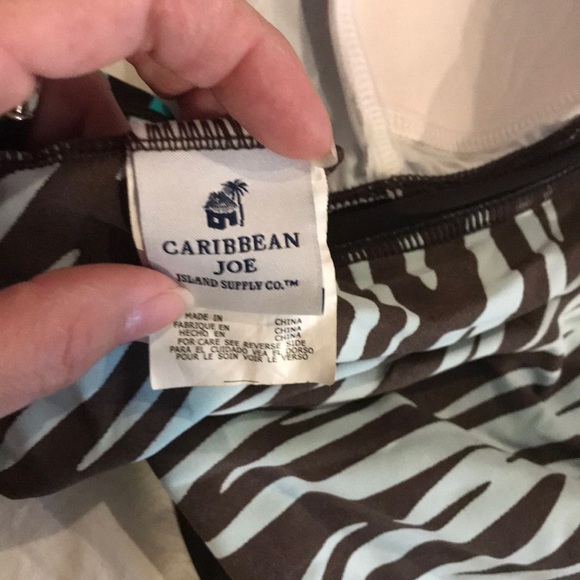 CARIBBEAN
JOE
ISLAND SUPPLY CO.™
MADE IN CHINA
FABRIQUE EN CHINA
HECHO EN CHINA
FOR CARE SEE REVERSE SIDE
PARA EL CUIDADO VEA EL DORSO
POUR LE SOIN VOIR LE VERSO